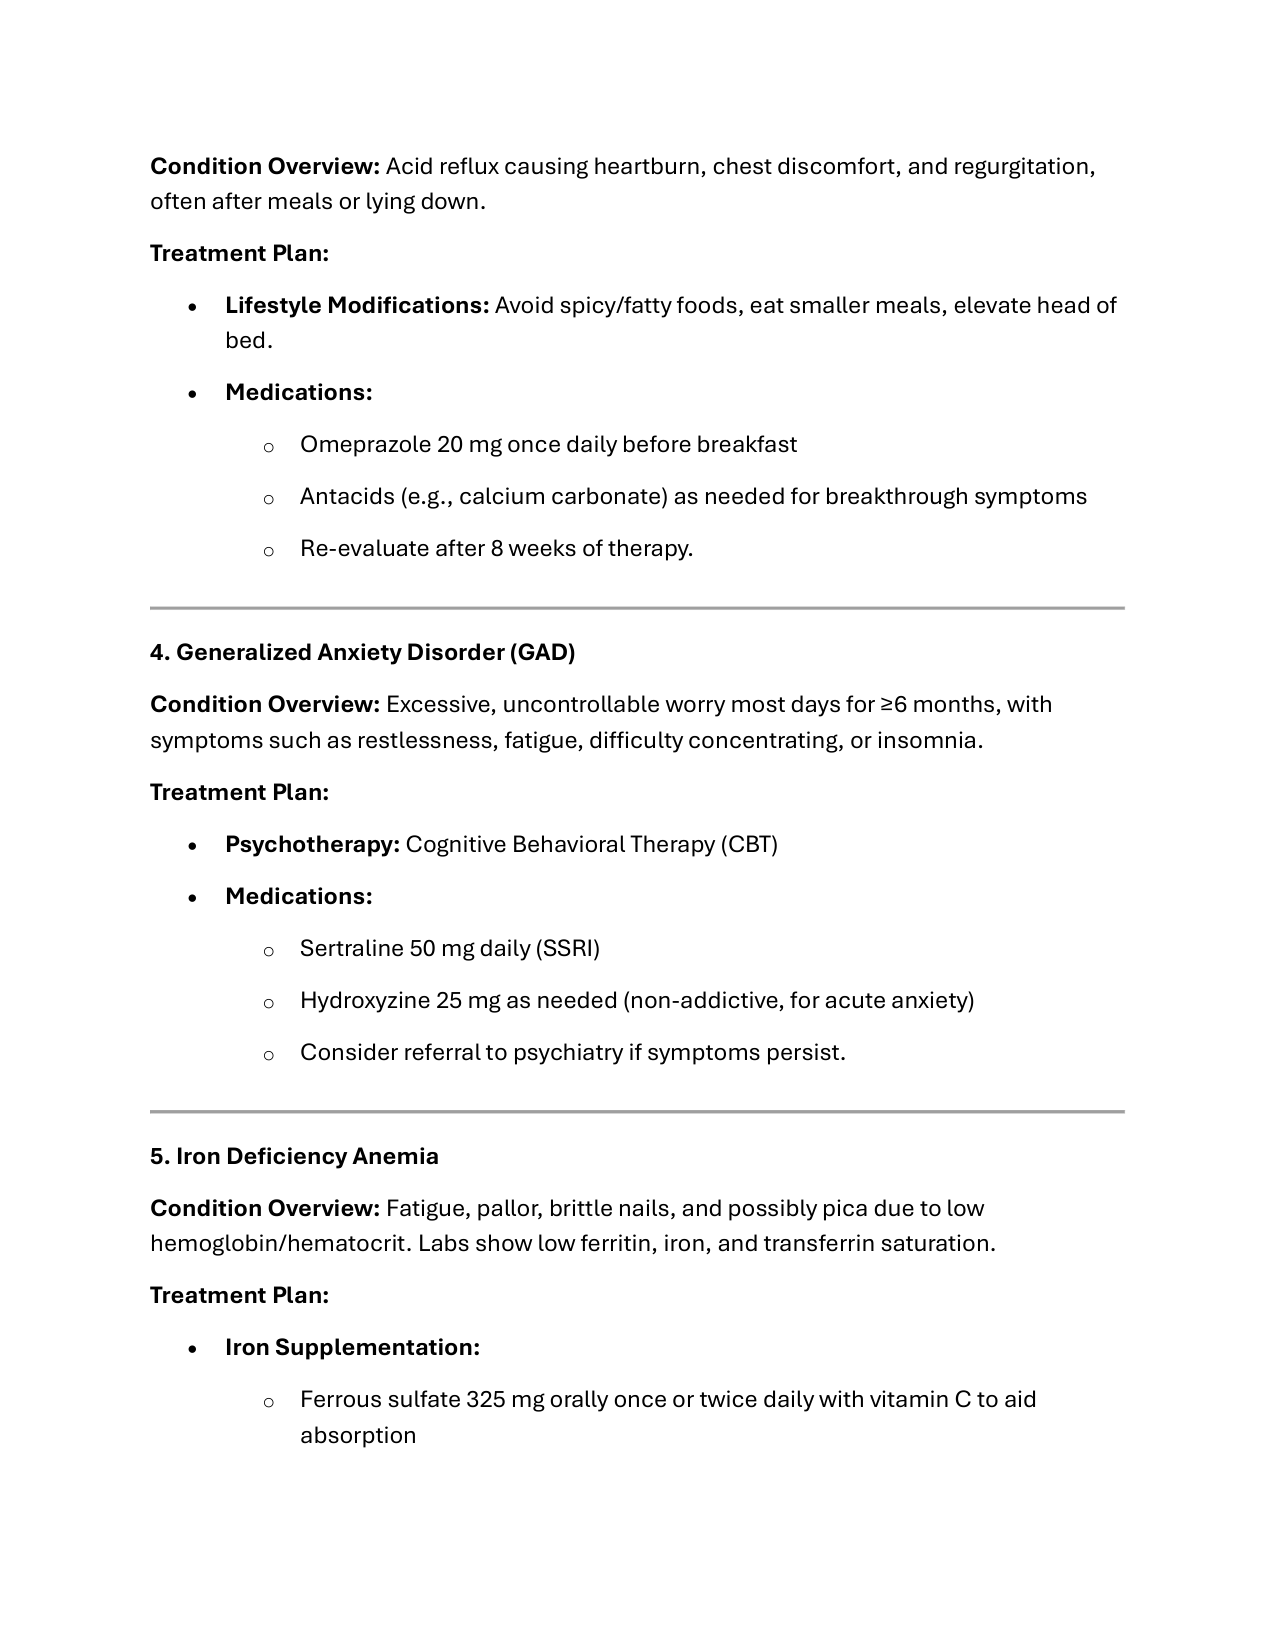 Condition Overview: Acid reflux causing heartburn, chest discomfort, and regurgitation,
often after meals or lying down.
Treatment Plan:
• Lifestyle Modifications: Avoid spicy/fatty foods, eat smaller meals, elevate head of
bed.
• Medications:
o Omeprazole 20 mg once daily before breakfast
o Antacids (e.g., calcium carbonate) as needed for breakthrough symptoms
o Re-evaluate after 8 weeks of therapy.
4. Generalized Anxiety Disorder (GAD)
Condition Overview: Excessive, uncontrollable worry most days for ≥6 months, with
symptoms such as restlessness, fatigue, difficulty concentrating, or insomnia.
Treatment Plan:
• Psychotherapy: Cognitive Behavioral Therapy (CBT)
• Medications:
o Sertraline 50 mg daily (SSRI)
o Hydroxyzine 25 mg as needed (non-addictive, for acute anxiety)
o Consider referral to psychiatry if symptoms persist.
5. Iron Deficiency Anemia
Condition Overview: Fatigue, pallor, brittle nails, and possibly pica due to low
hemoglobin/hematocrit. Labs show low ferritin, iron, and transferrin saturation.
Treatment Plan:
• Iron Supplementation:
o Ferrous sulfate 325 mg orally once or twice daily with vitamin C to aid
absorption